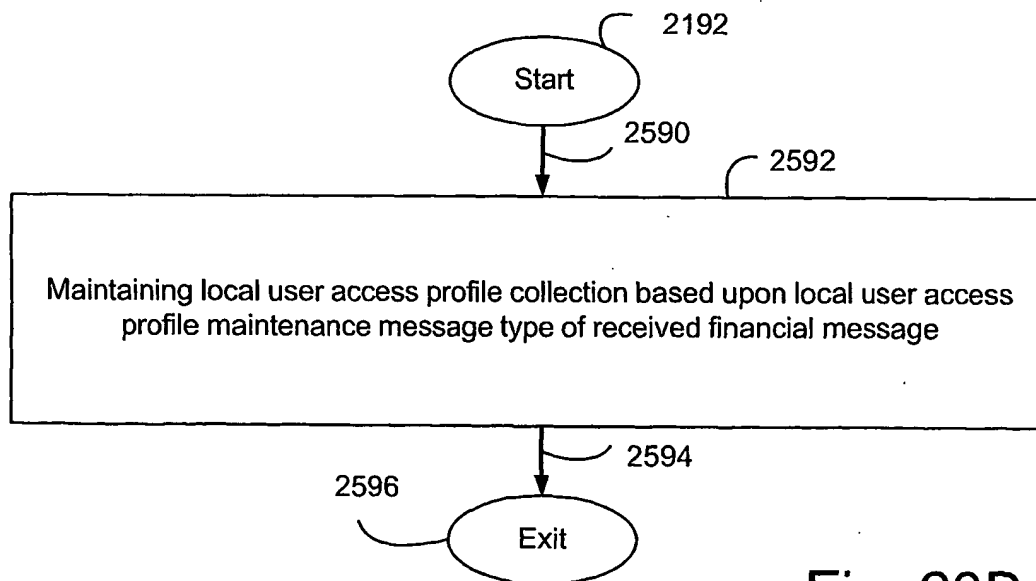 2192
Start
2590
2592
Maintaining local user access profile collection based upon local user access
profile maintenance message type of received financial message
2594
2596
Exit